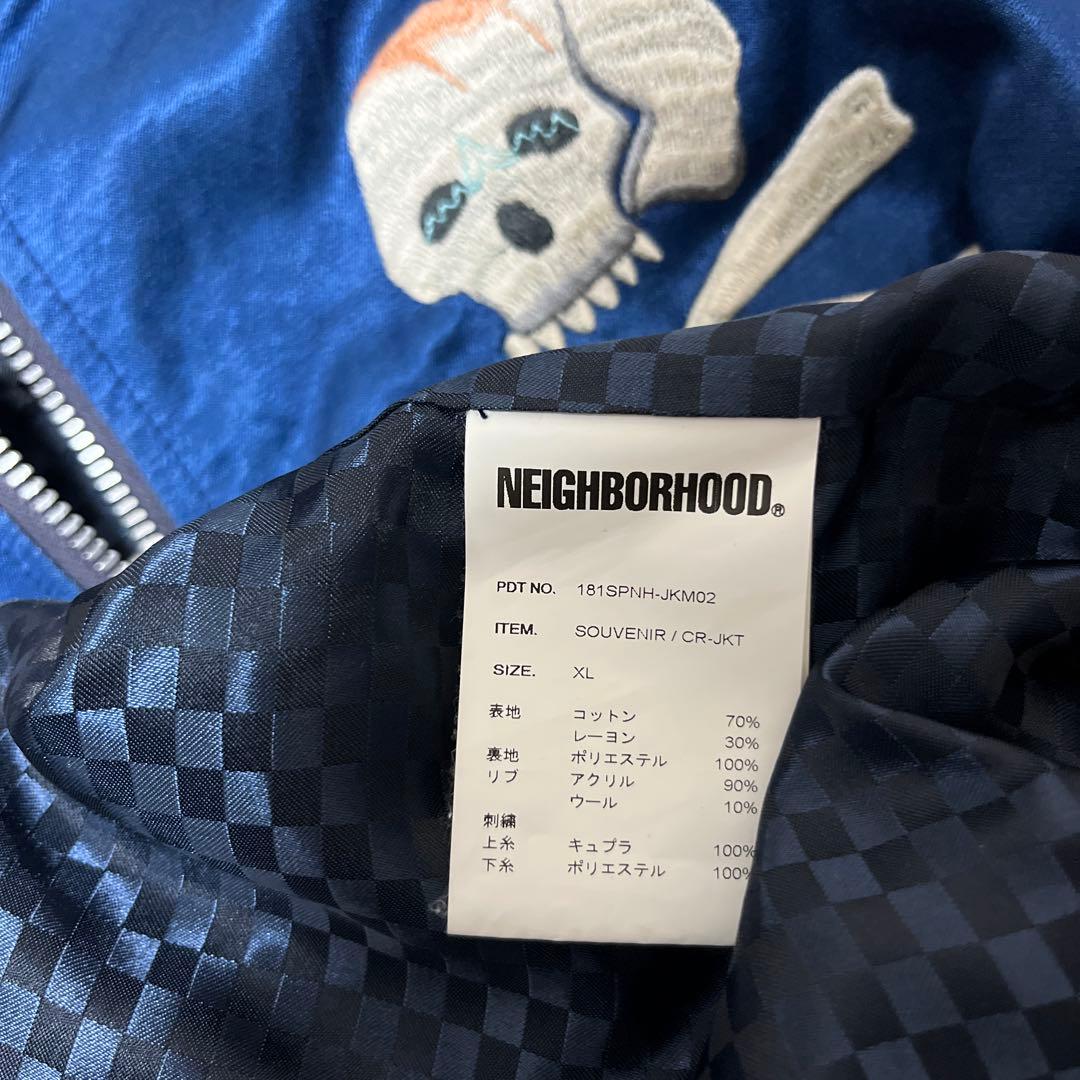 NEIGHBORHOOD®
PDT NO. 181SPNH-JKM02
ITEM. SOUVENIR / CR-JKT
SIZE. XL
表地 コットン 70%
レーヨン 30%
裏地 ポリエステル 100%
リブ アクリル 90%
ウール 10%
刺繍
上糸 キュプラ 100%
下糸 ポリエステル 100%